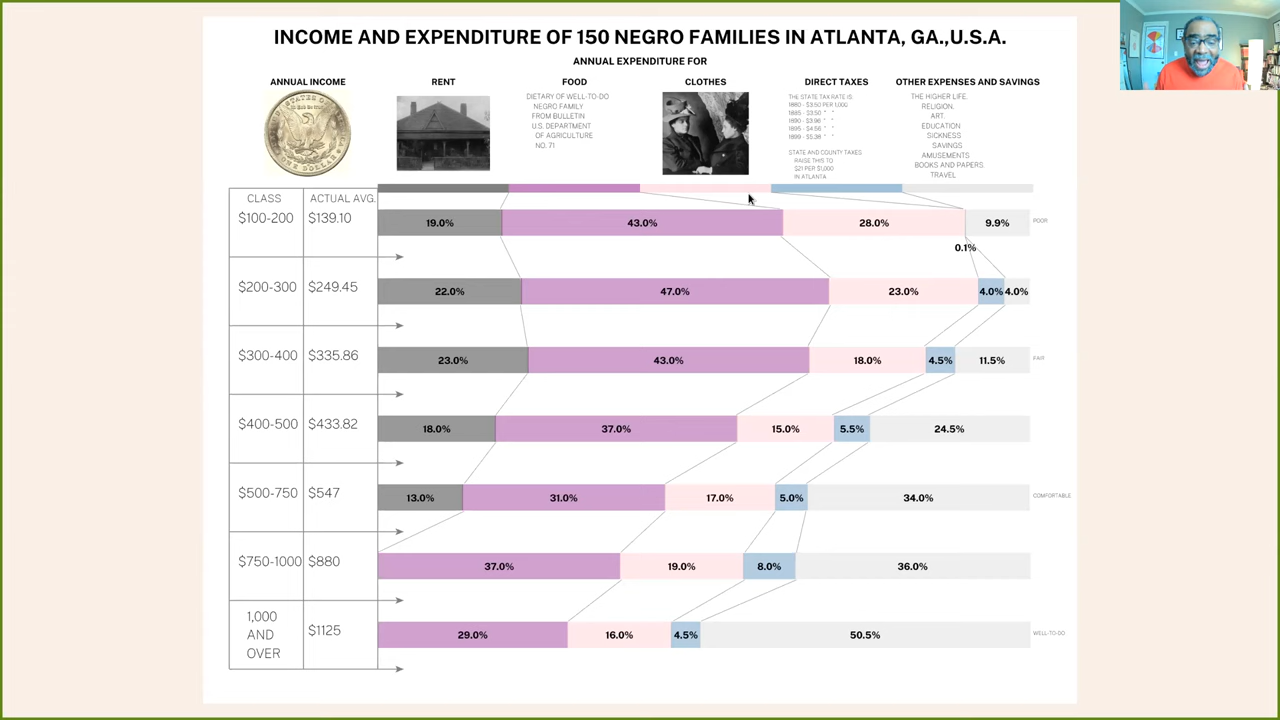 INCOME AND EXPENDITURE OF 150 NEGRO FAMILIES IN ATLANTA, GA.,U.S.A.
ANNUAL EXPENDITURE FOR
ANNUAL INCOME
RENT
FOOD
CLOTHES
DIRECT TAXES
OTHER EXPENSES AND SAVINGS
DIETARY OF WELL-TO-DO
NEGRO FAMILY
FROM BULLETIN
U.S. DEPARTMENT
OF AGRICULTURE
NO. 71
THE STATE TAX RATE IS
1880 - $3.50 PER 1,000
1885 - $3.50 " "
1890 - $3.96 " "
1895 - $4.56 " "
1899 - $5.36 " "
STATE AND COUNTY TAXES
RAISE THIS TO
$21 PER $1,000
IN ATLANTA
THE HIGHER LIFE.
RELIGION.
ART.
EDUCATION
SICKNESS
SAVINGS
AMUSEMENTS
BOOKS AND PAPERS.
TRAVEL
CLASS ACTUAL AVG.
$100-200 $139.10 19.0% 43.0% 28.0% 9.9% POOR
0.1%
$200-300 $249.45 22.0% 47.0% 23.0% 4.0% 4.0%
$300-400 $335.86 23.0% 43.0% 18.0% 4.5% 11.5% FAIR
$400-500 $433.82 18.0% 37.0% 15.0% 5.5% 24.5%
$500-750 $547 13.0% 31.0% 17.0% 5.0% 34.0% COMFORTABLE
$750-1000 $880 37.0% 19.0% 8.0% 36.0%
1,000
AND
OVER
$1125 29.0% 16.0% 4.5% 50.5% WELL-TO-DO